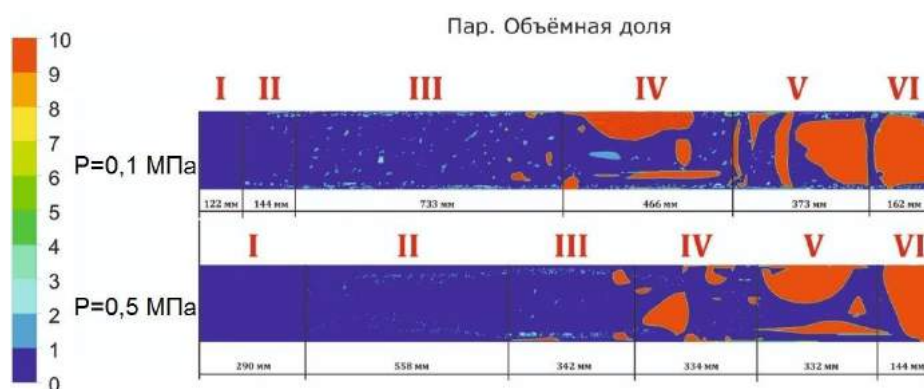 Пар. Объёмная доля
10
9
8
7
6
5
4
3
2
1
0
I II III IV V VI
P=0,1 МПа
122 мм 144 мм 733 мм 466 мм 373 мм 162 мм
I II III IV V VI
P=0,5 МПа
290 мм 558 мм 342 мм 334 мм 332 мм 144 мм